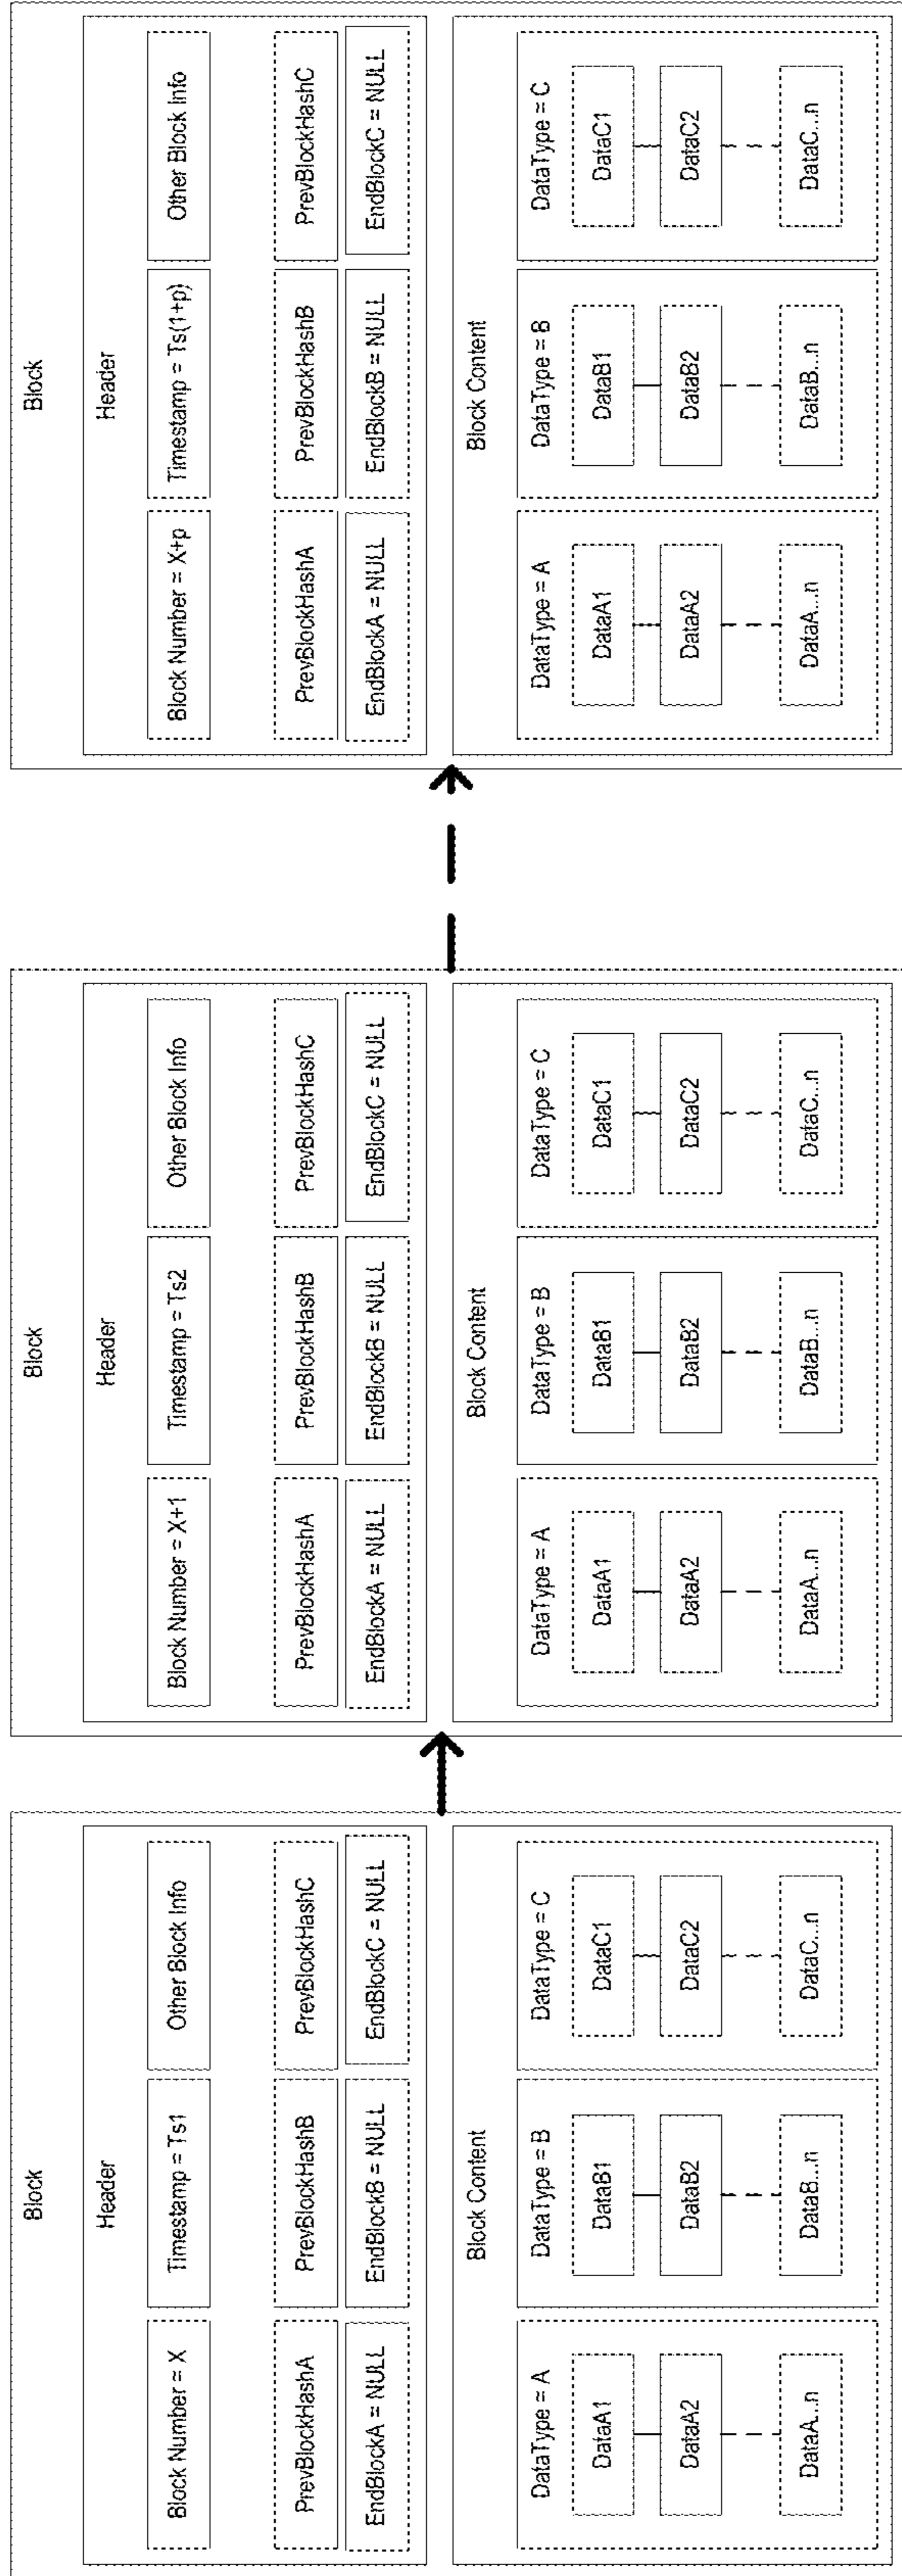 Block
Header
Block Number = X
Timestamp = Ts1
Other Block Info
PrevBlockHashA
PrevBlockHashB
PrevBlockHashC
EndBlockA = NULL
EndBlockB = NULL
EndBlockC = NULL
Block Content
DataType = A
DataType = B
DataType = C
DataA1
DataB1
DataC1
DataA2
DataB2
DataC2
DataA...n
DataB...n
DataC...n
Block
Header
Block Number = X+1
Timestamp = Ts2
Other Block Info
PrevBlockHashA
PrevBlockHashB
PrevBlockHashC
EndBlockA = NULL
EndBlockB = NULL
EndBlockC = NULL
Block Content
DataType = A
DataType = B
DataType = C
DataA1
DataB1
DataC1
DataA2
DataB2
DataC2
DataA...n
DataB...n
DataC...n
Block
Header
Block Number = X+p
Timestamp = Ts(1+p)
Other Block Info
PrevBlockHashA
PrevBlockHashB
PrevBlockHashC
EndBlockA = NULL
EndBlockB = NULL
EndBlockC = NULL
Block Content
DataType = A
DataType = B
DataType = C
DataA1
DataB1
DataC1
DataA2
DataB2
DataC2
DataA...n
DataB...n
DataC...n